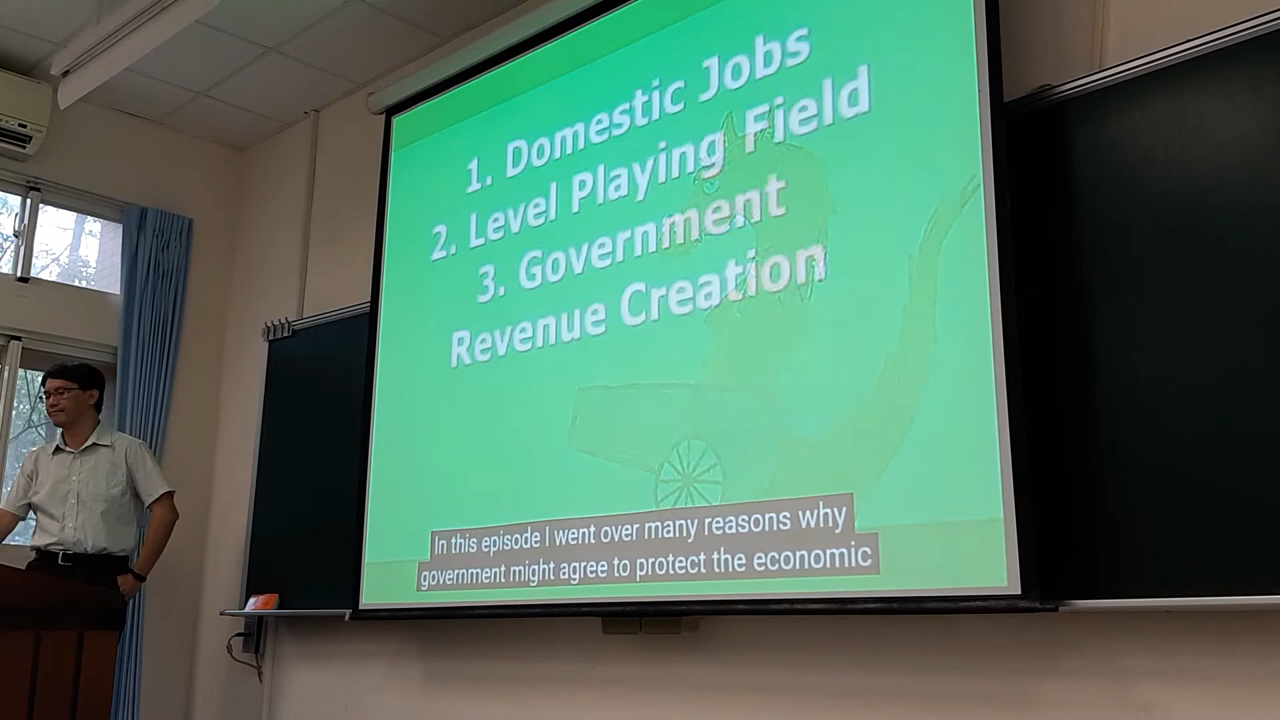 1. Domestic Jobs
2. Level Playing Field
3. Government
Revenue Creation
In this episode I went over many reasons why
government might agree to protect the economic